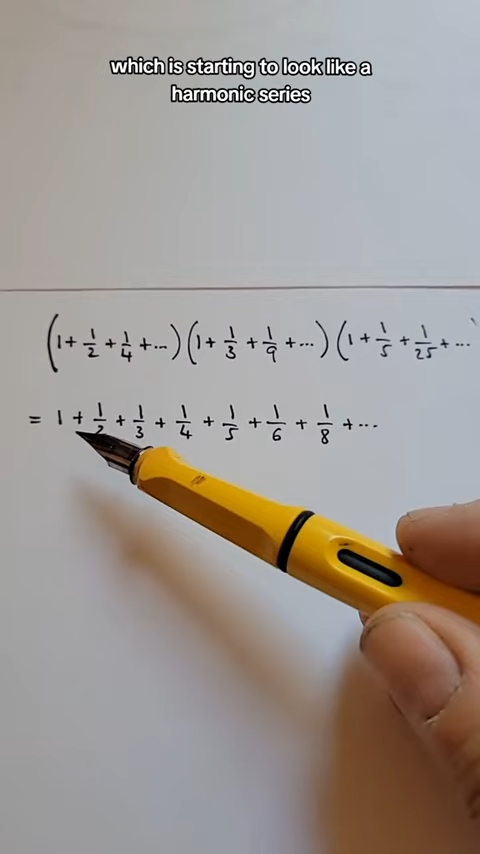 which is starting to look like a
harmonic series
(1 + 1/2 + 1/4 + ...)(1 + 1/3 + 1/9 + ...)(1 + 1/5 + 1/25 + ...
= 1 + 1/2 + 1/3 + 1/4 + 1/5 + 1/6 + 1/8 + ...